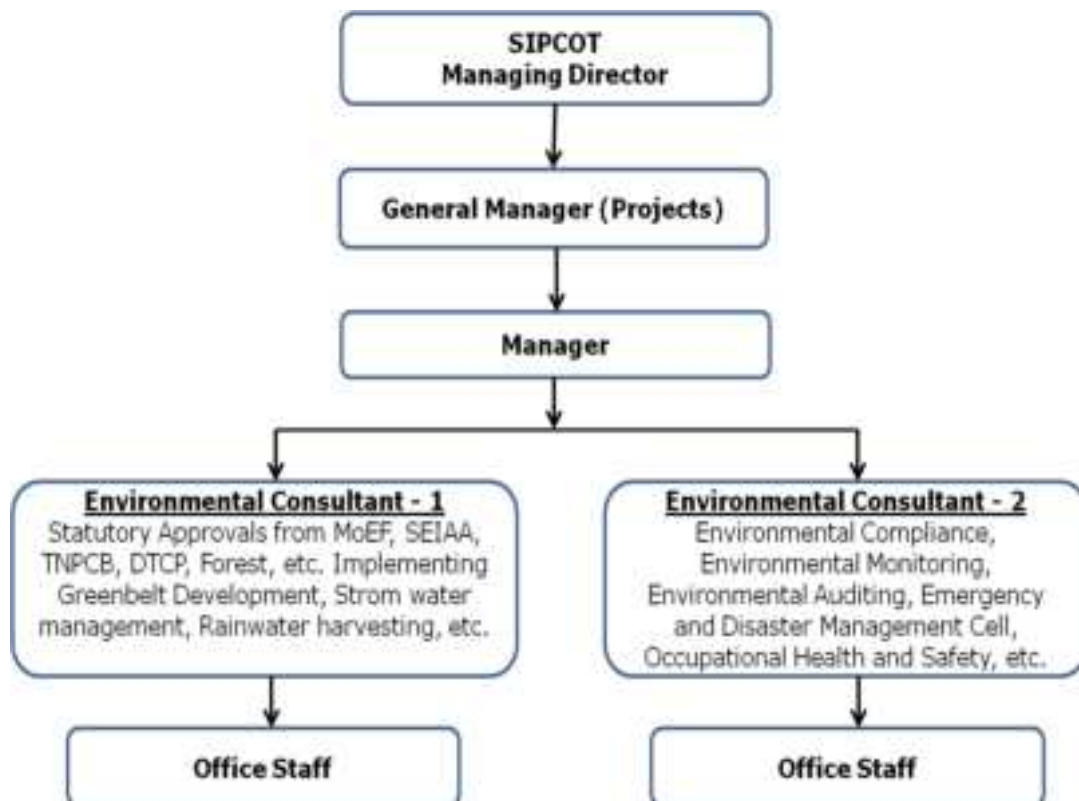 SIPCOT
Managing Director
General Manager (Projects)
Manager
Environmental Consultant - 1
Statutory Approvals from MoEF, SEIAA,
TNPCB, DTCP, Forest, etc. Implementing
Greenbelt Development, Strom water
management, Rainwater harvesting, etc.
Environmental Consultant - 2
Environmental Compliance,
Environmental Monitoring,
Environmental Auditing, Emergency
and Disaster Management Cell,
Occupational Health and Safety, etc.
Office Staff
Office Staff